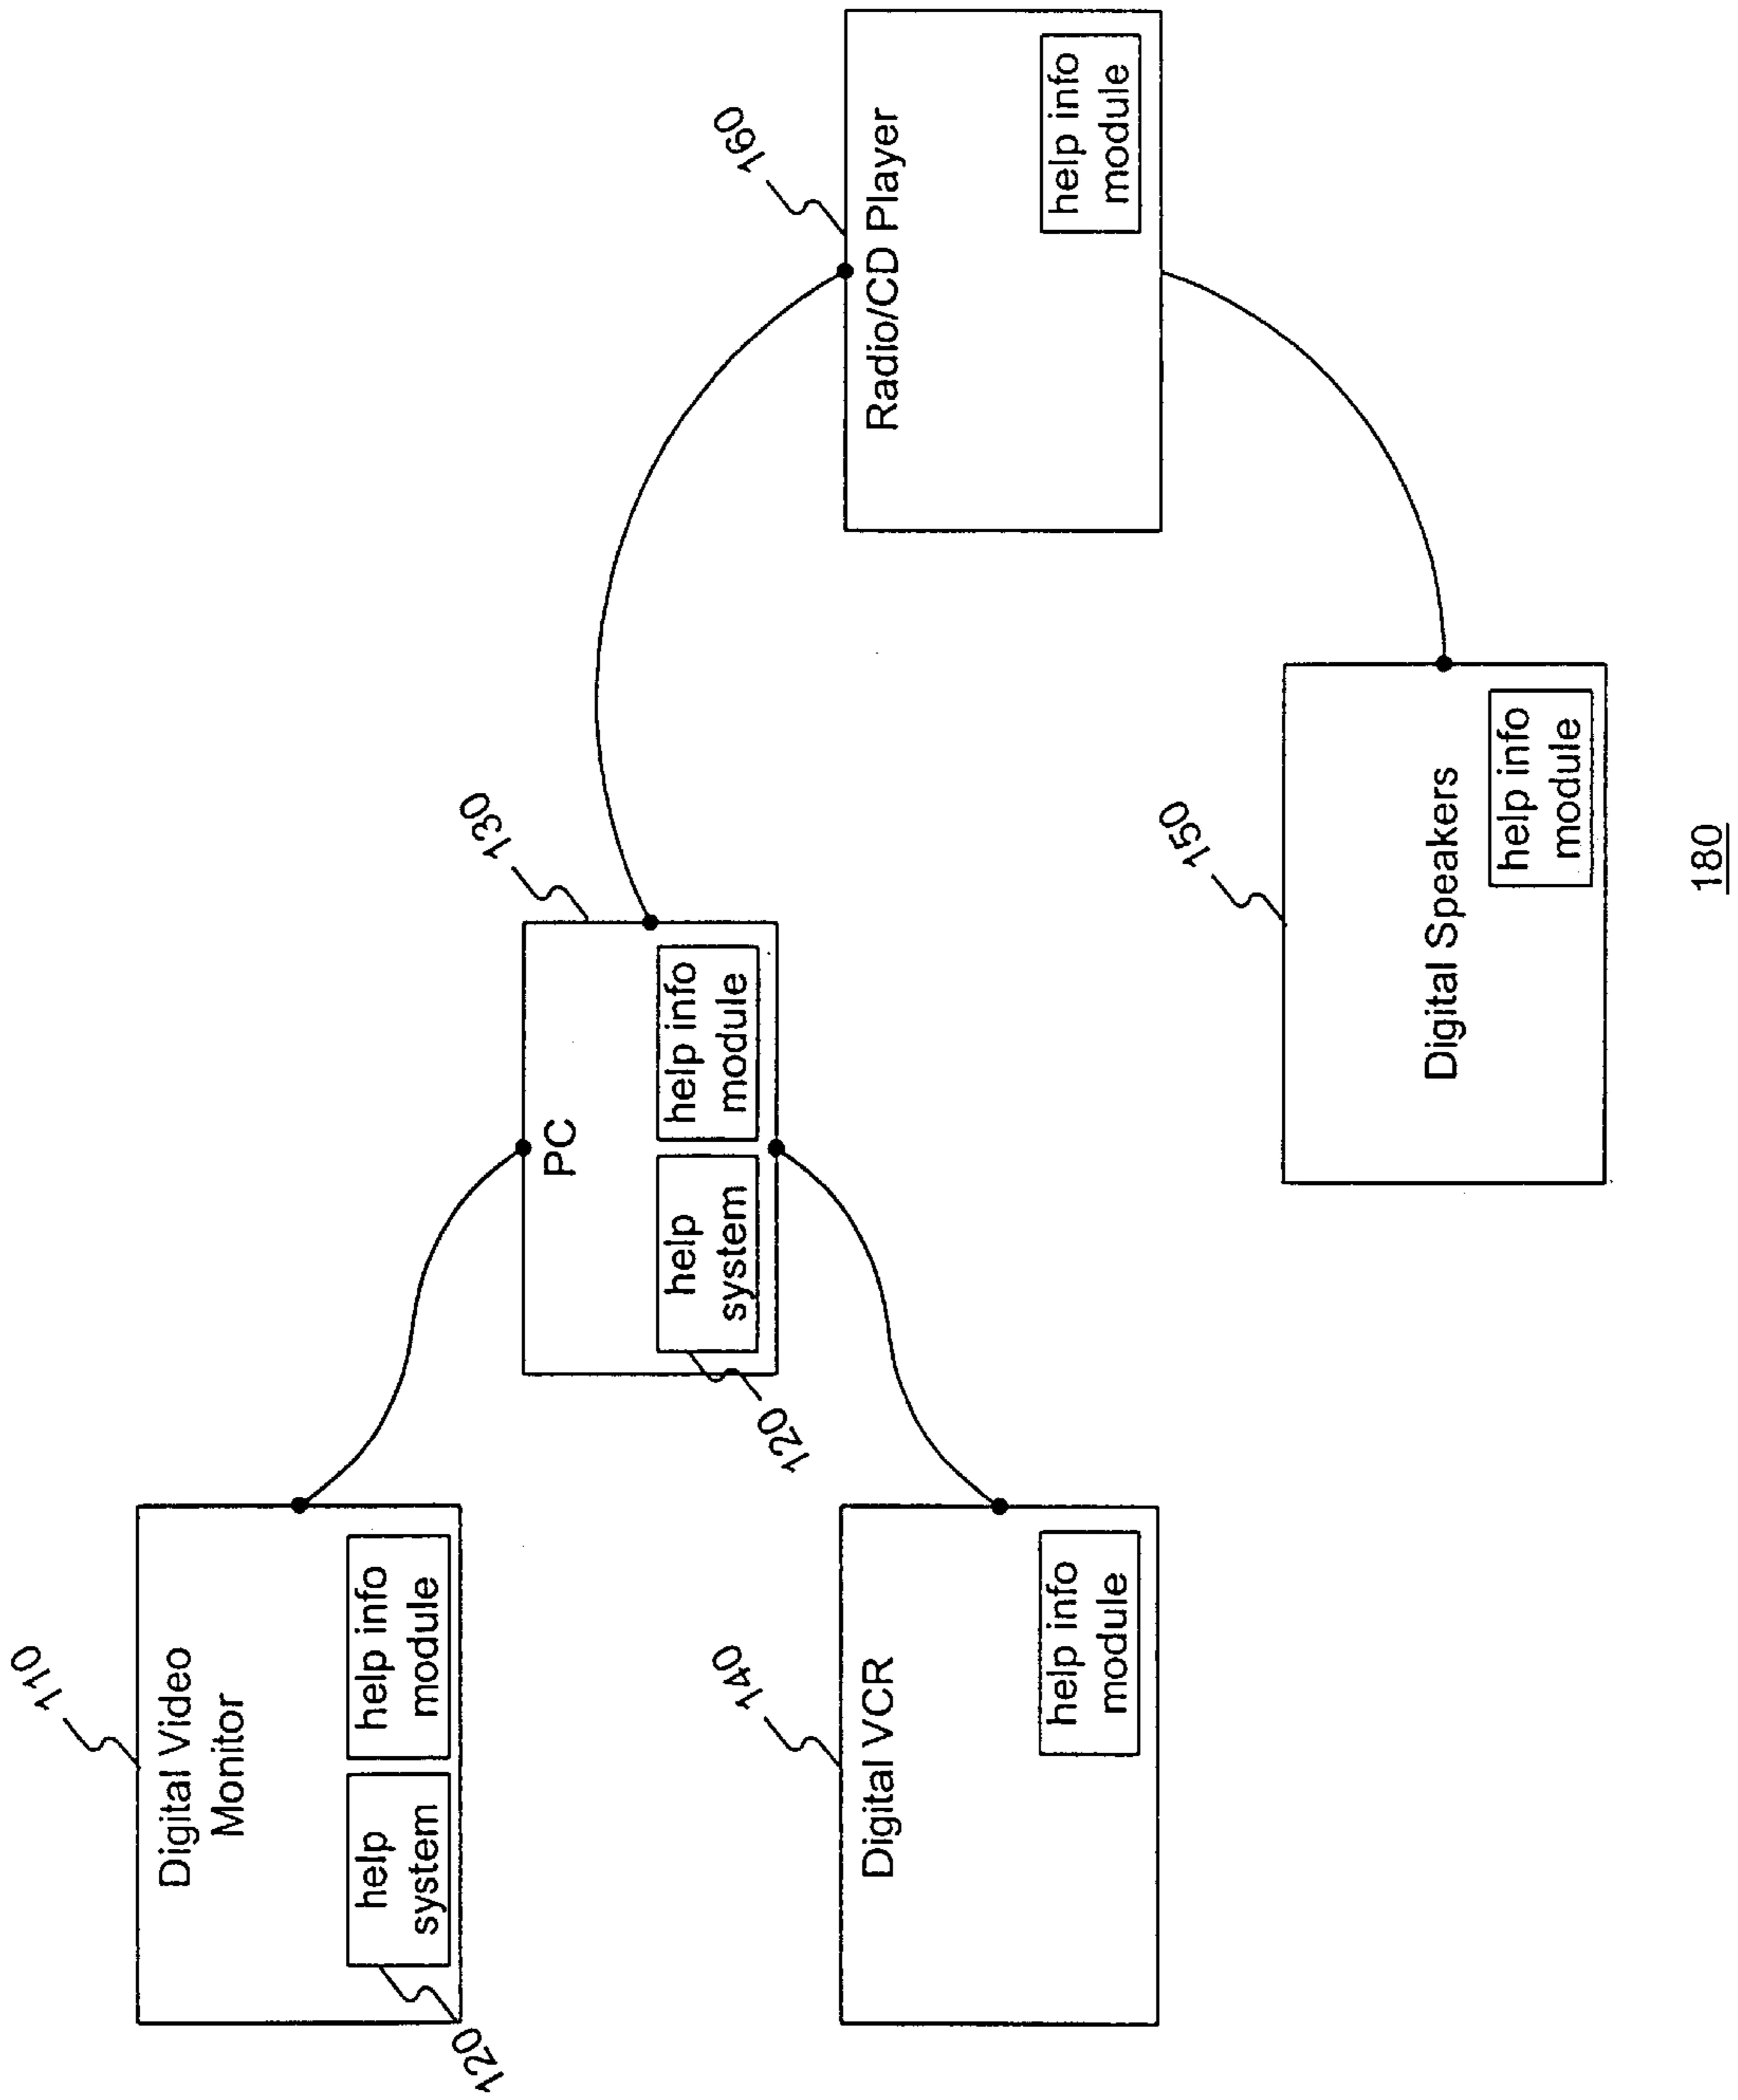 110
Digital Video
Monitor
help
system
help info
module
120
130
PC
help
system
help info
module
120
160
Radio/CD Player
help info
module
140
Digital VCR
help info
module
150
Digital Speakers
help info
module
180